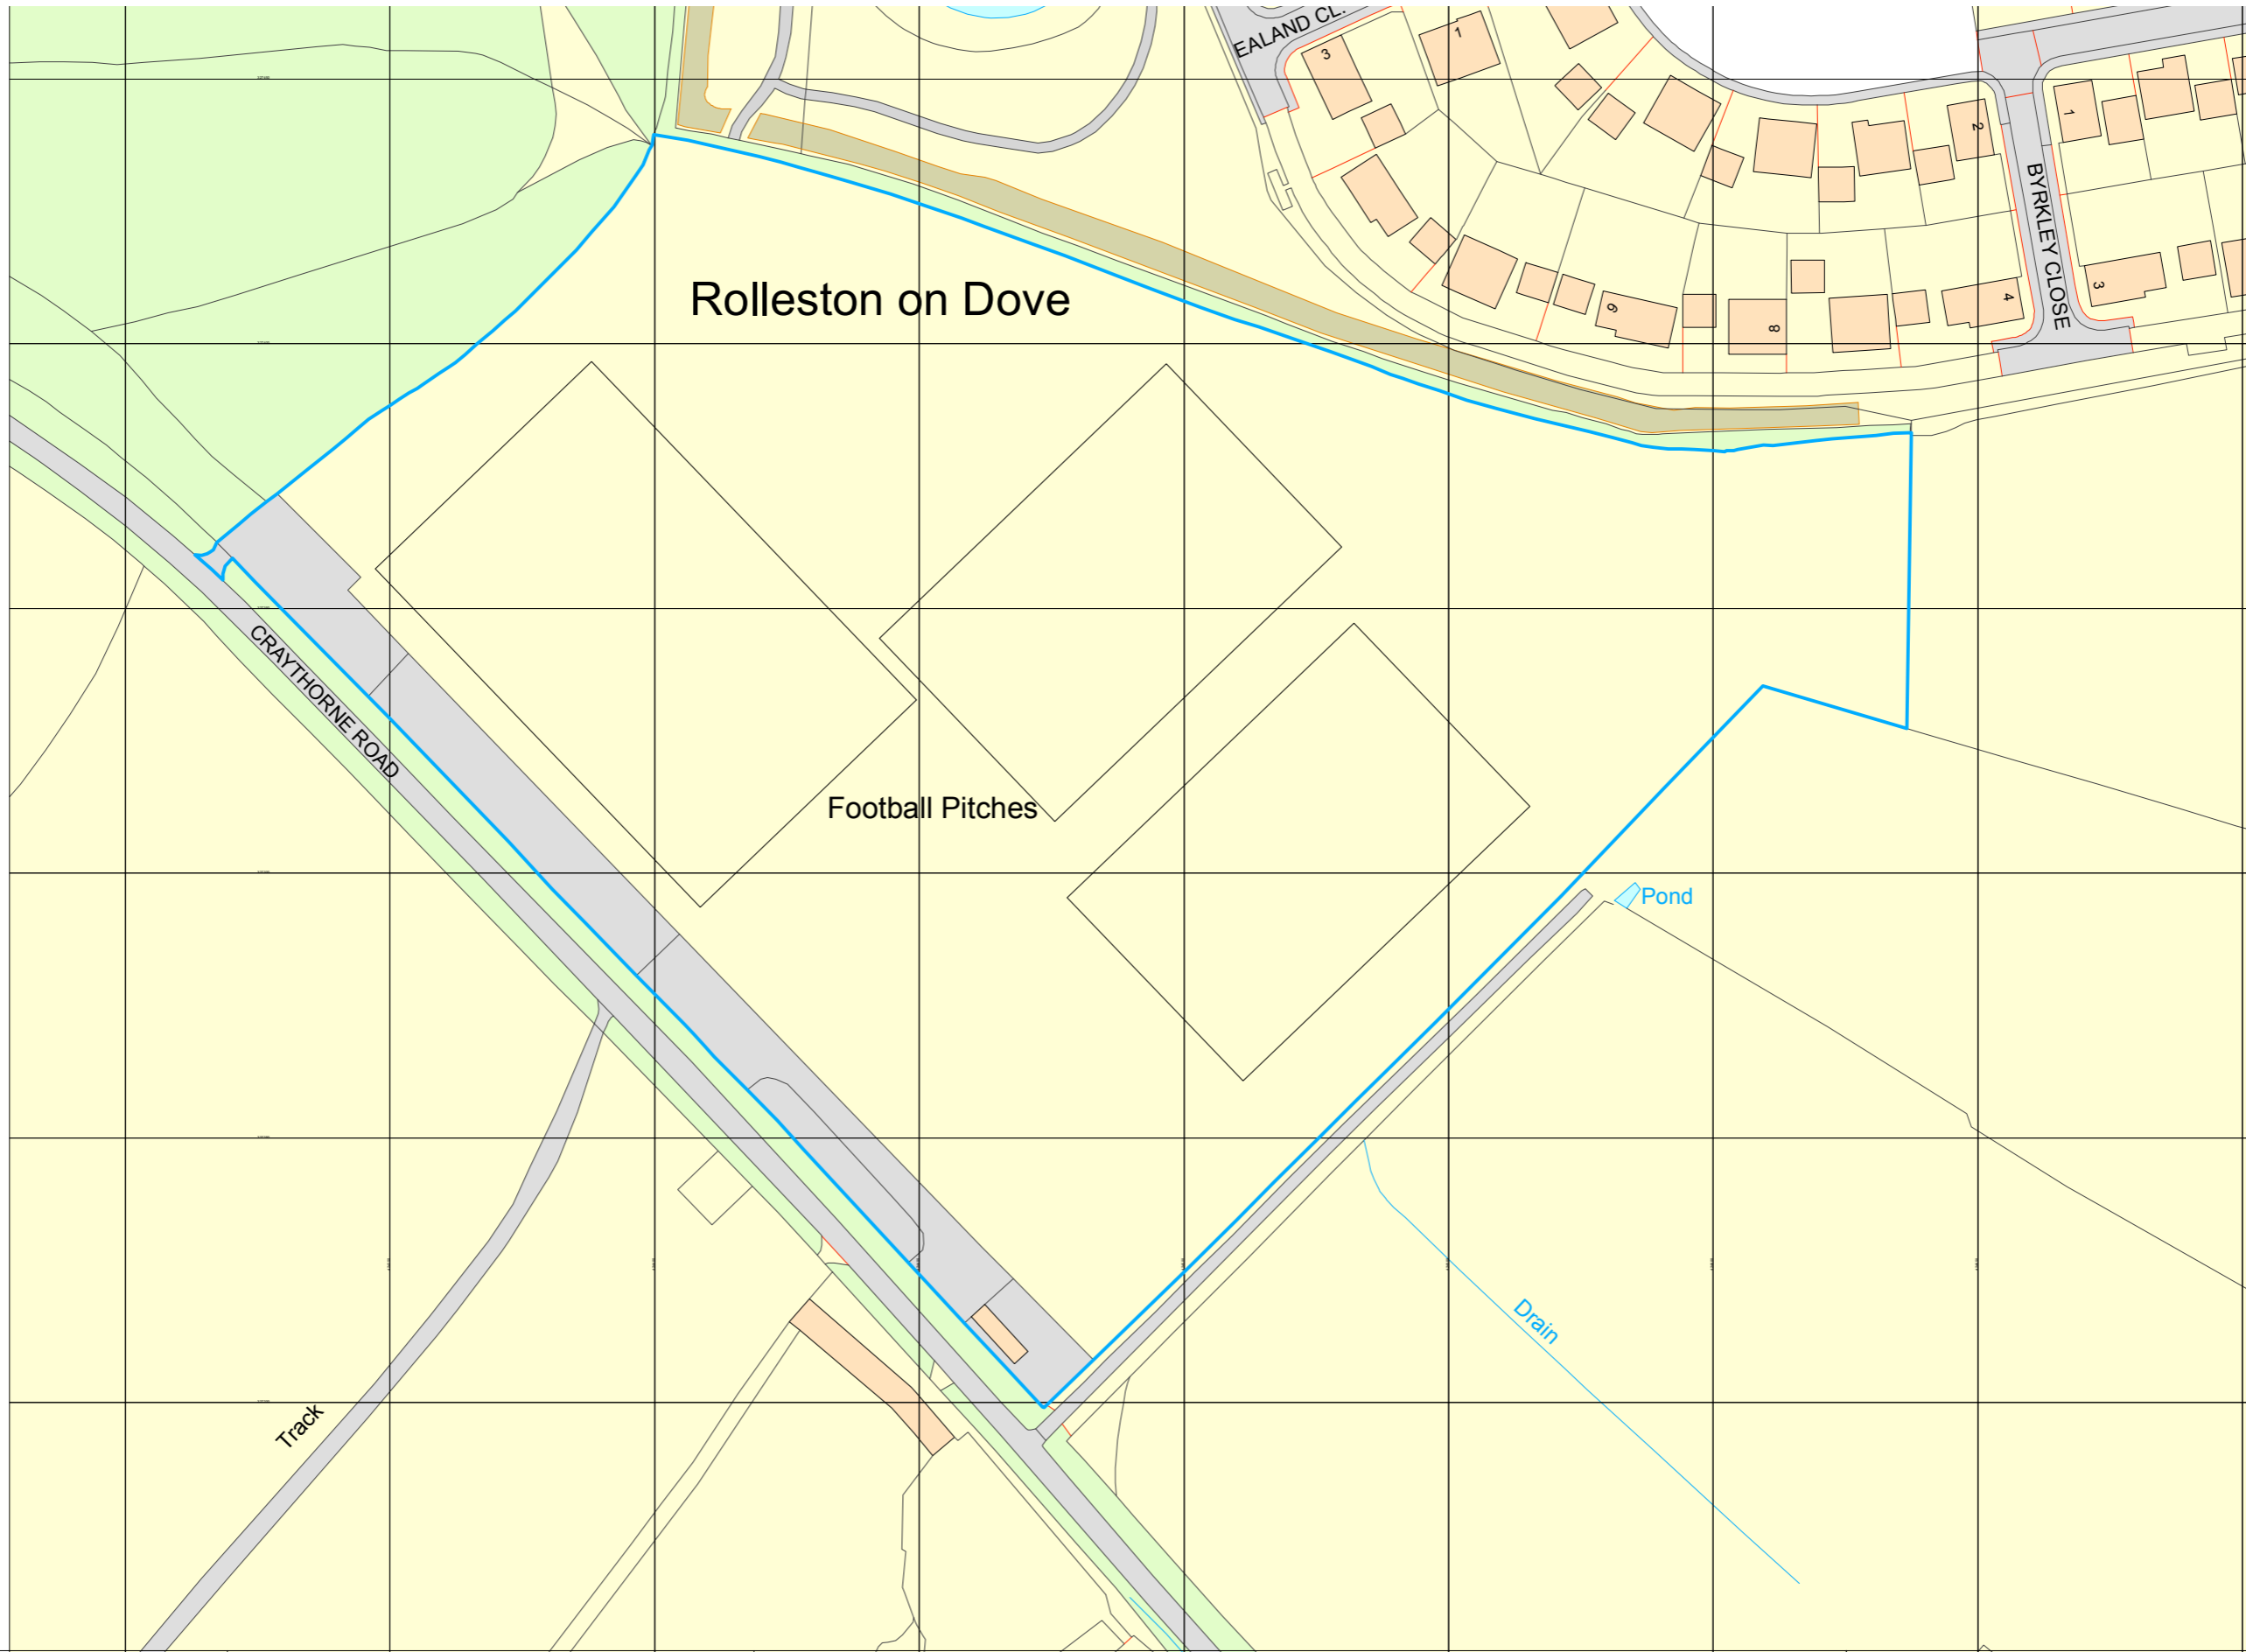 EALAND CL.
3
1
2
1
BYRKLEY CLOSE
Rolleston on Dove
9
8
4
3
CRAYTHORNE ROAD
Football Pitches
Pond
Drain
Track